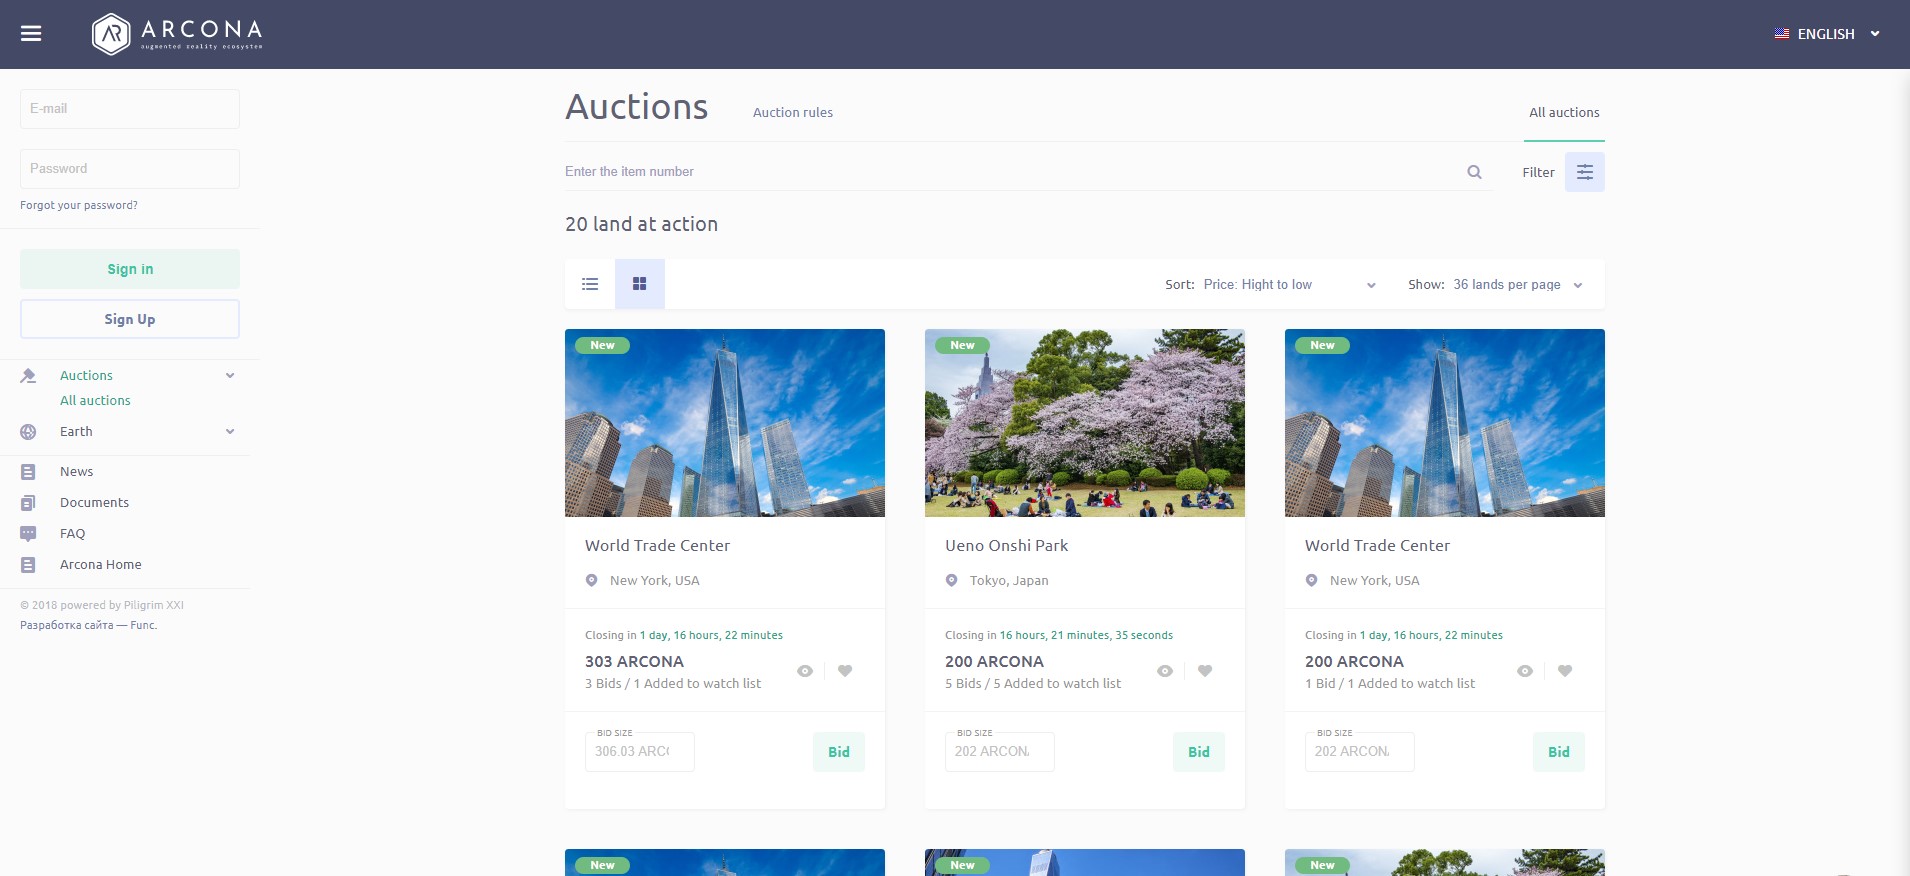 ARCONA
augmented reality ecosystem
ENGLISH
E-mail
Password
Forgot your password?
Sign in
Sign Up
Auctions
All auctions
Earth
News
Documents
FAQ
Arcona Home
© 2018 powered by Piligrim XXI
Разработка сайта — Func.
Auctions
Auction rules
All auctions
Enter the item number
Filter
20 land at action
Sort: Price: Hight to low
Show: 36 lands per page
New
World Trade Center
New York, USA
Closing in 1 day, 16 hours, 22 minutes
303 ARCONA
3 Bids / 1 Added to watch list
BID SIZE
306.03 ARC
Bid
New
Ueno Onshi Park
Tokyo, Japan
Closing in 16 hours, 21 minutes, 35 seconds
200 ARCONA
5 Bids / 5 Added to watch list
BID SIZE
202 ARCON
Bid
New
World Trade Center
New York, USA
Closing in 1 day, 16 hours, 22 minutes
200 ARCONA
1 Bid / 1 Added to watch list
BID SIZE
202 ARCON
Bid
New
New
New